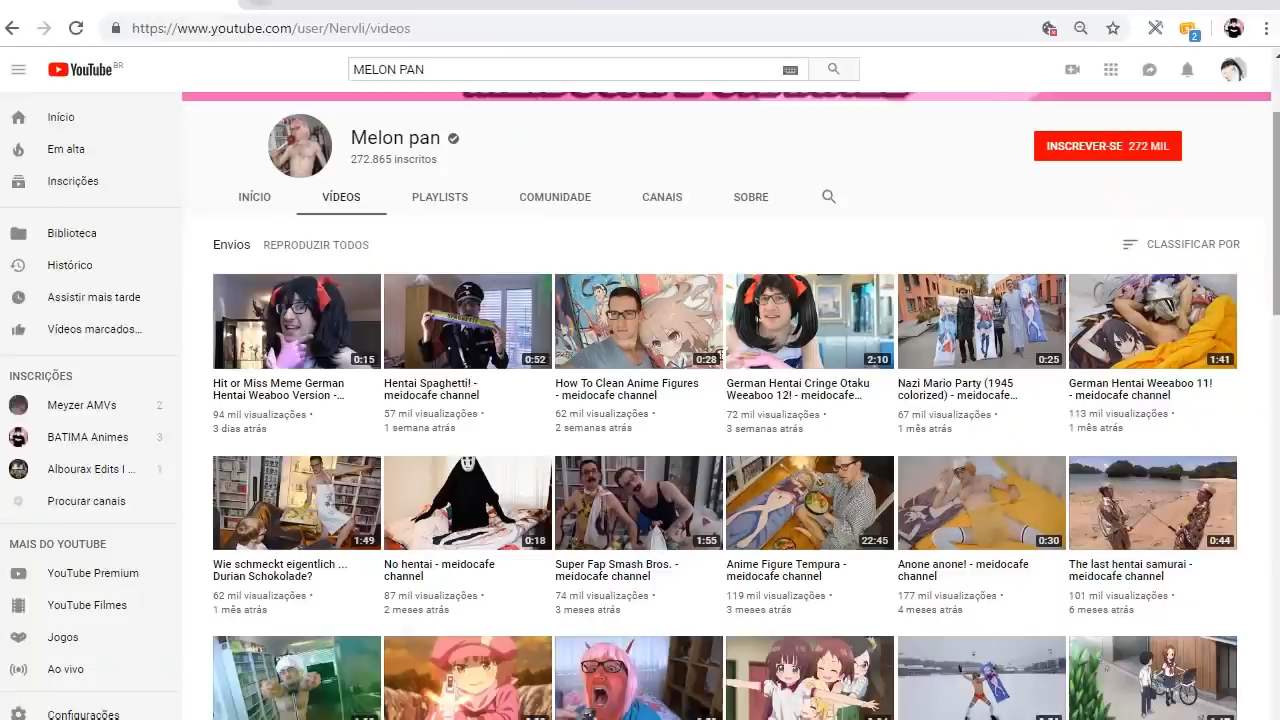 https://www.youtube.com/user/Nervli/videos
2
YouTube BR
MELON PAN
Início
Em alta
Inscrições
Biblioteca
Histórico
Assistir mais tarde
Vídeos marcados...
INSCRIÇÕES
Meyzer AMVs 2
BATIMA Animes 3
Albourax Edits I ... 1
Procurar canais
MAIS DO YOUTUBE
YouTube Premium
YouTube Filmes
Jogos
Ao vivo
Configurações
Melon pan
272.865 inscritos
INSCREVER-SE 272 MIL
INÍCIO VÍDEOS PLAYLISTS COMUNIDADE CANAIS SOBRE
Envios REPRODUZIR TODOS
CLASSIFICAR POR
0:15
Hit or Miss Meme German
Hentai Weaboo Version -...
94 mil visualizações •
3 dias atrás
SPAGHETTI
0:52
Hentai Spaghetti! -
meidocafe channel
57 mil visualizações •
1 semana atrás
0:28
How To Clean Anime Figures
- meidocafe channel
62 mil visualizações •
2 semanas atrás
2:10
German Hentai Cringe Otaku
Weeaboo 12! - meidocafe...
72 mil visualizações •
3 semanas atrás
0:25
Nazi Mario Party (1945
colorized) - meidocafe...
67 mil visualizações •
1 mês atrás
1:41
German Hentai Weeaboo 11!
- meidocafe channel
113 mil visualizações •
1 mês atrás
1:49
Wie schmeckt eigentlich ...
Durian Schokolade?
62 mil visualizações •
1 mês atrás
0:18
No hentai - meidocafe
channel
87 mil visualizações •
2 meses atrás
1:55
Super Fap Smash Bros. -
meidocafe channel
74 mil visualizações •
3 meses atrás
22:45
Anime Figure Tempura -
meidocafe channel
119 mil visualizações •
3 meses atrás
0:30
Anone anone! - meidocafe
channel
177 mil visualizações •
4 meses atrás
0:44
The last hentai samurai -
meidocafe channel
101 mil visualizações •
6 meses atrás